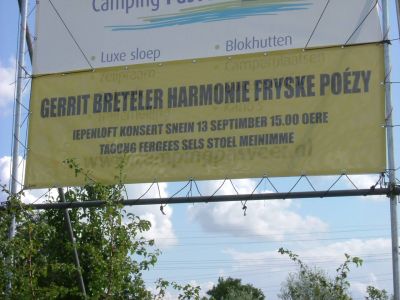 Camping
• Luxe sloep
• Blokhutten
GERRIT BRETELER HARMONIE FRYSKE POÉZY
IEPENLOFT KONSERT SNEIN 13 SEPTIMBER 15.00 OERE
TAGONG FERGEES SELS STOEL MEINIMME